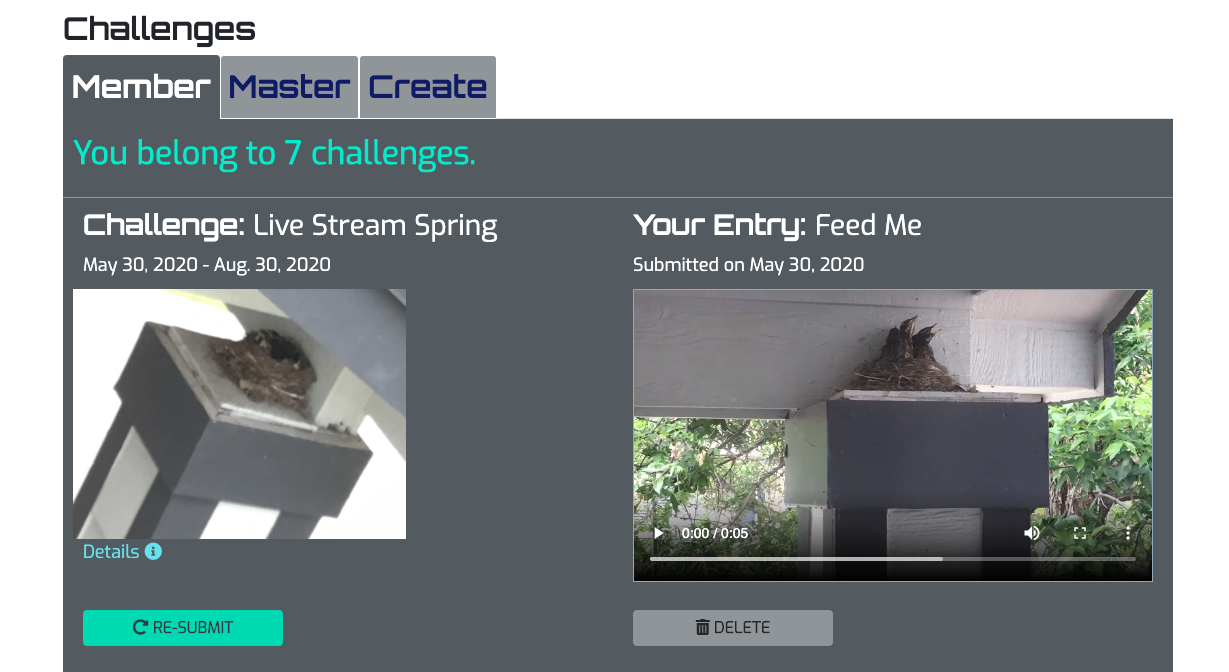 Challenges
Member Master Create
You belong to 7 challenges.
Challenge: Live Stream Spring
May 30, 2020 - Aug. 30, 2020
Details
RE-SUBMIT
Your Entry: Feed Me
Submitted on May 30, 2020
0:00 / 0:05
DELETE